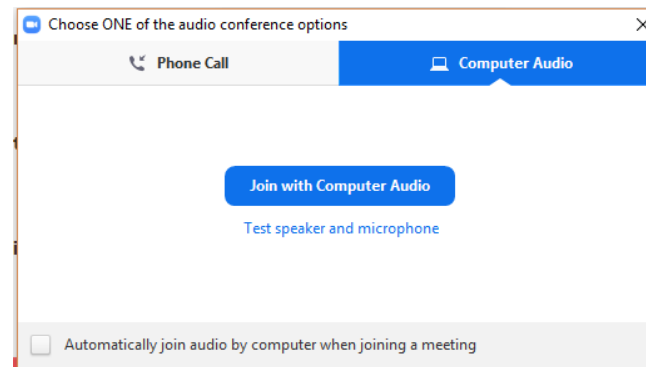 Choose ONE of the audio conference options
Phone Call
Computer Audio
Join with Computer Audio
Test speaker and microphone
Automatically join audio by computer when joining a meeting